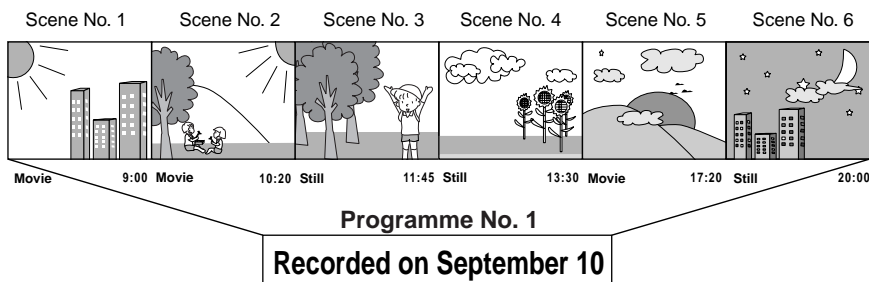 Scene No. 1 Scene No. 2 Scene No. 3 Scene No. 4 Scene No. 5 Scene No. 6
Movie 9:00 Movie 10:20 Still 11:45 Still 13:30 Movie 17:20 Still 20:00
Programme No. 1
Recorded on September 10